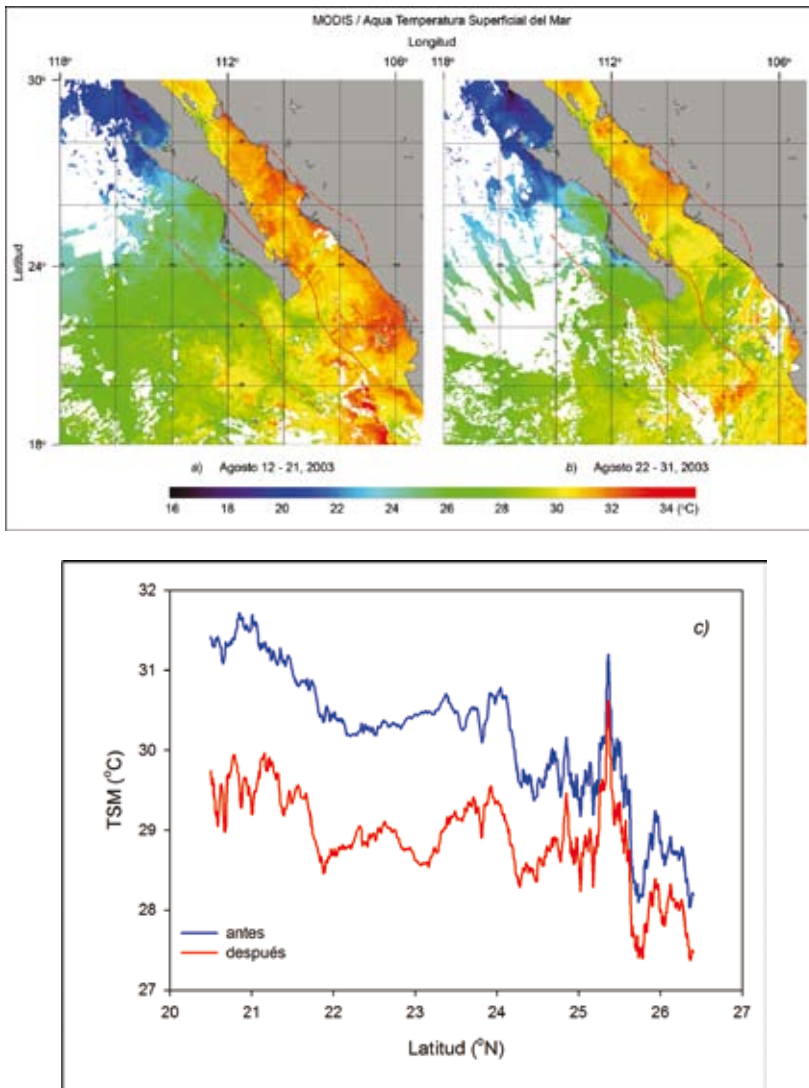 MODIS / Aqua Temperatura Superficial del Mar
Longitud
118° 112° 106° 118° 112° 106°
30°
Latitud
24°
18°
a) Agosto 12 - 21, 2003 b) Agosto 22 - 31, 2003
16 18 20 22 24 26 28 30 32 34 (°C)
32
c)
31
30
TSM (°C)
29
28
antes
después
27
20 21 22 23 24 25 26 27
Latitud (°N)